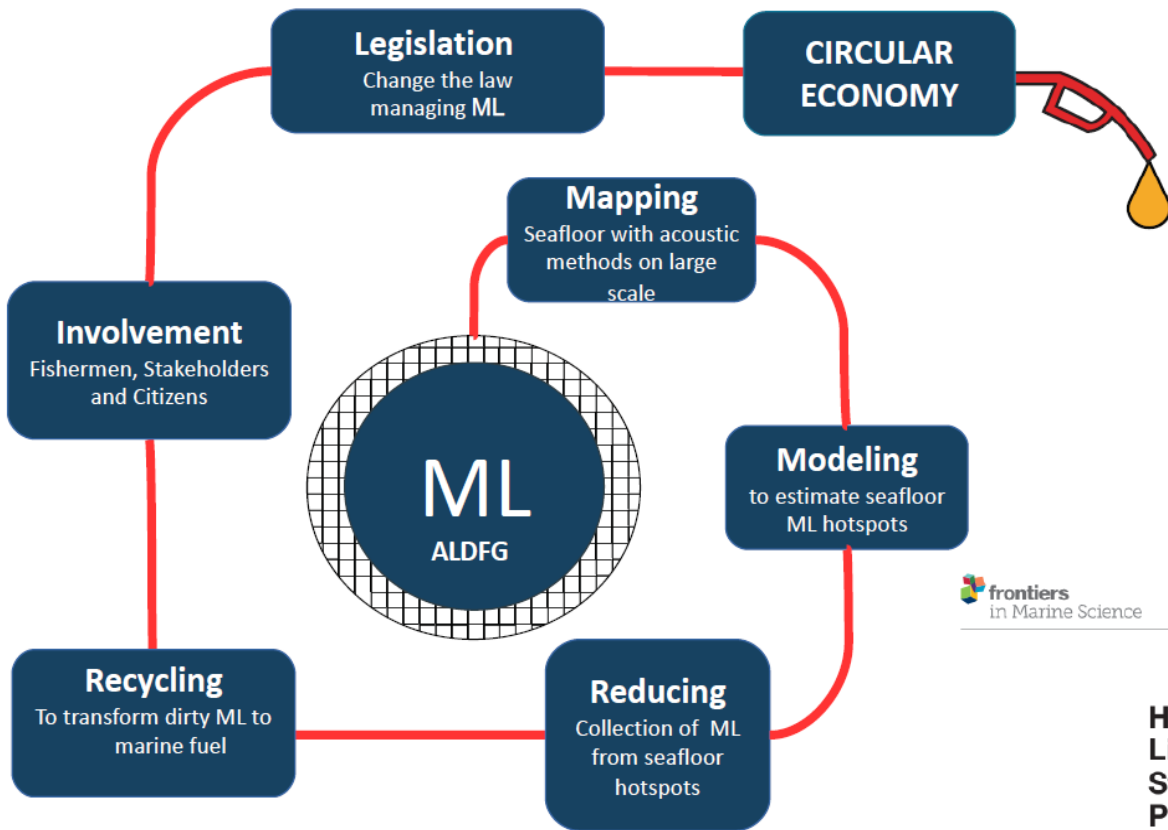 Legislation
Change the law
managing ML
CIRCULAR
ECONOMY
Mapping
Seafloor with acoustic
methods on large
scale
Involvement
Fishermen, Stakeholders
and Citizens
ML
ALDFG
Modeling
to estimate seafloor
ML hotspots
frontiers
in Marine Science
Recycling
To transform dirty ML to
marine fuel
Reducing
Collection of ML
from seafloor
hotspots
H
L
S
P